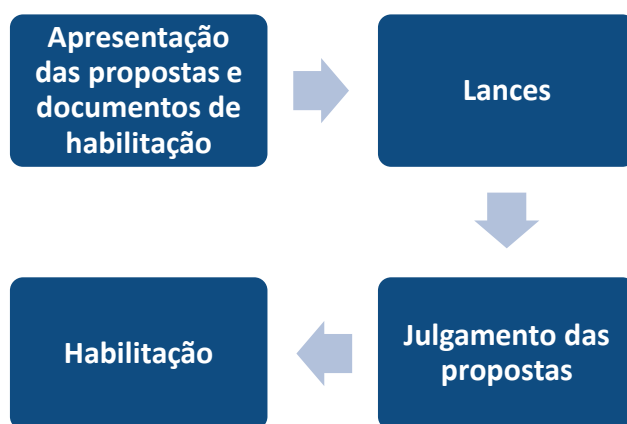 Apresentação
das propostas e
documentos de
habilitação
Lances
Julgamento das
propostas
Habilitação